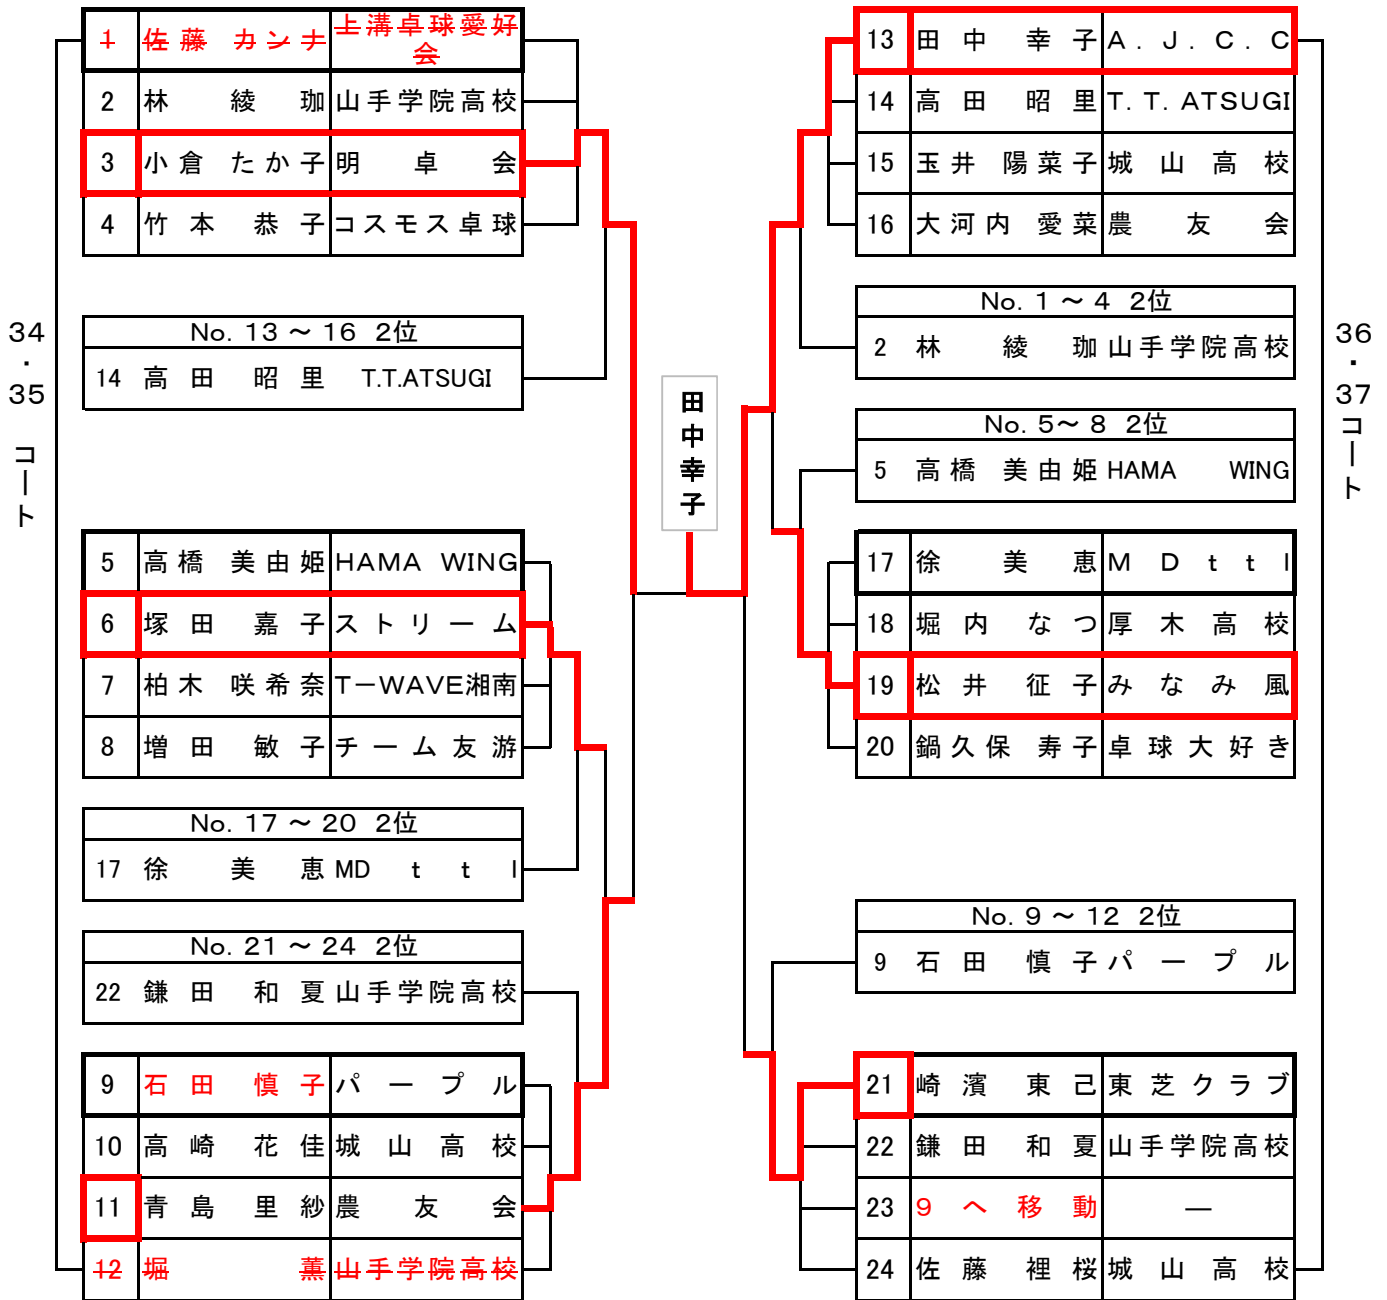 34・35 コート
1 佐藤 カンナ 上溝卓球愛好会
2 林 綾珈 山手学院高校
3 小倉 たか子 明卓会
4 竹本 恭子 コスモス卓球
No. 13 ～ 16 2位
14 高田 昭里 T.T.ATSUGI
5 高橋 美由姫 HAMA WING
6 塚田 嘉子 ストリーム
7 柏木 咲希奈 T－WAVE湘南
8 増田 敏子 チーム友游
No. 17 ～ 20 2位
17 徐 美恵 MD t t l
No. 21 ～ 24 2位
22 鎌田 和夏 山手学院高校
9 石田 慎子 パープル
10 高崎 花佳 城山高校
11 青島 里紗 農友会
12 堀 薫 山手学院高校
田中幸子
13 田中 幸子 A．J．C．C
14 高田 昭里 T．T．ATSUGI
15 玉井 陽菜子 城山高校
16 大河内 愛菜 農友会
No. 1 ～ 4 2位
2 林 綾珈 山手学院高校
No. 5～ 8 2位
5 高橋 美由姫 HAMA WING
17 徐 美恵 M D t t l
18 堀内 なつ 厚木高校
19 松井 征子 みなみ風
20 鍋久保 寿子 卓球大好き
No. 9 ～ 12 2位
9 石田 慎子 パープル
21 崎濱 東己 東芝クラブ
22 鎌田 和夏 山手学院高校
23 9へ移動 ―
24 佐藤 裡桜 城山高校
36・37コート